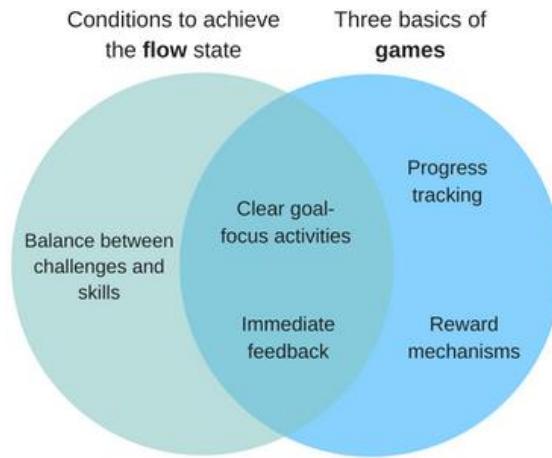 Conditions to achieve
the flow state
Three basics of
games
Progress
tracking
Clear goal-
focus activities
Balance between
challenges and
skills
Immediate
feedback
Reward
mechanisms